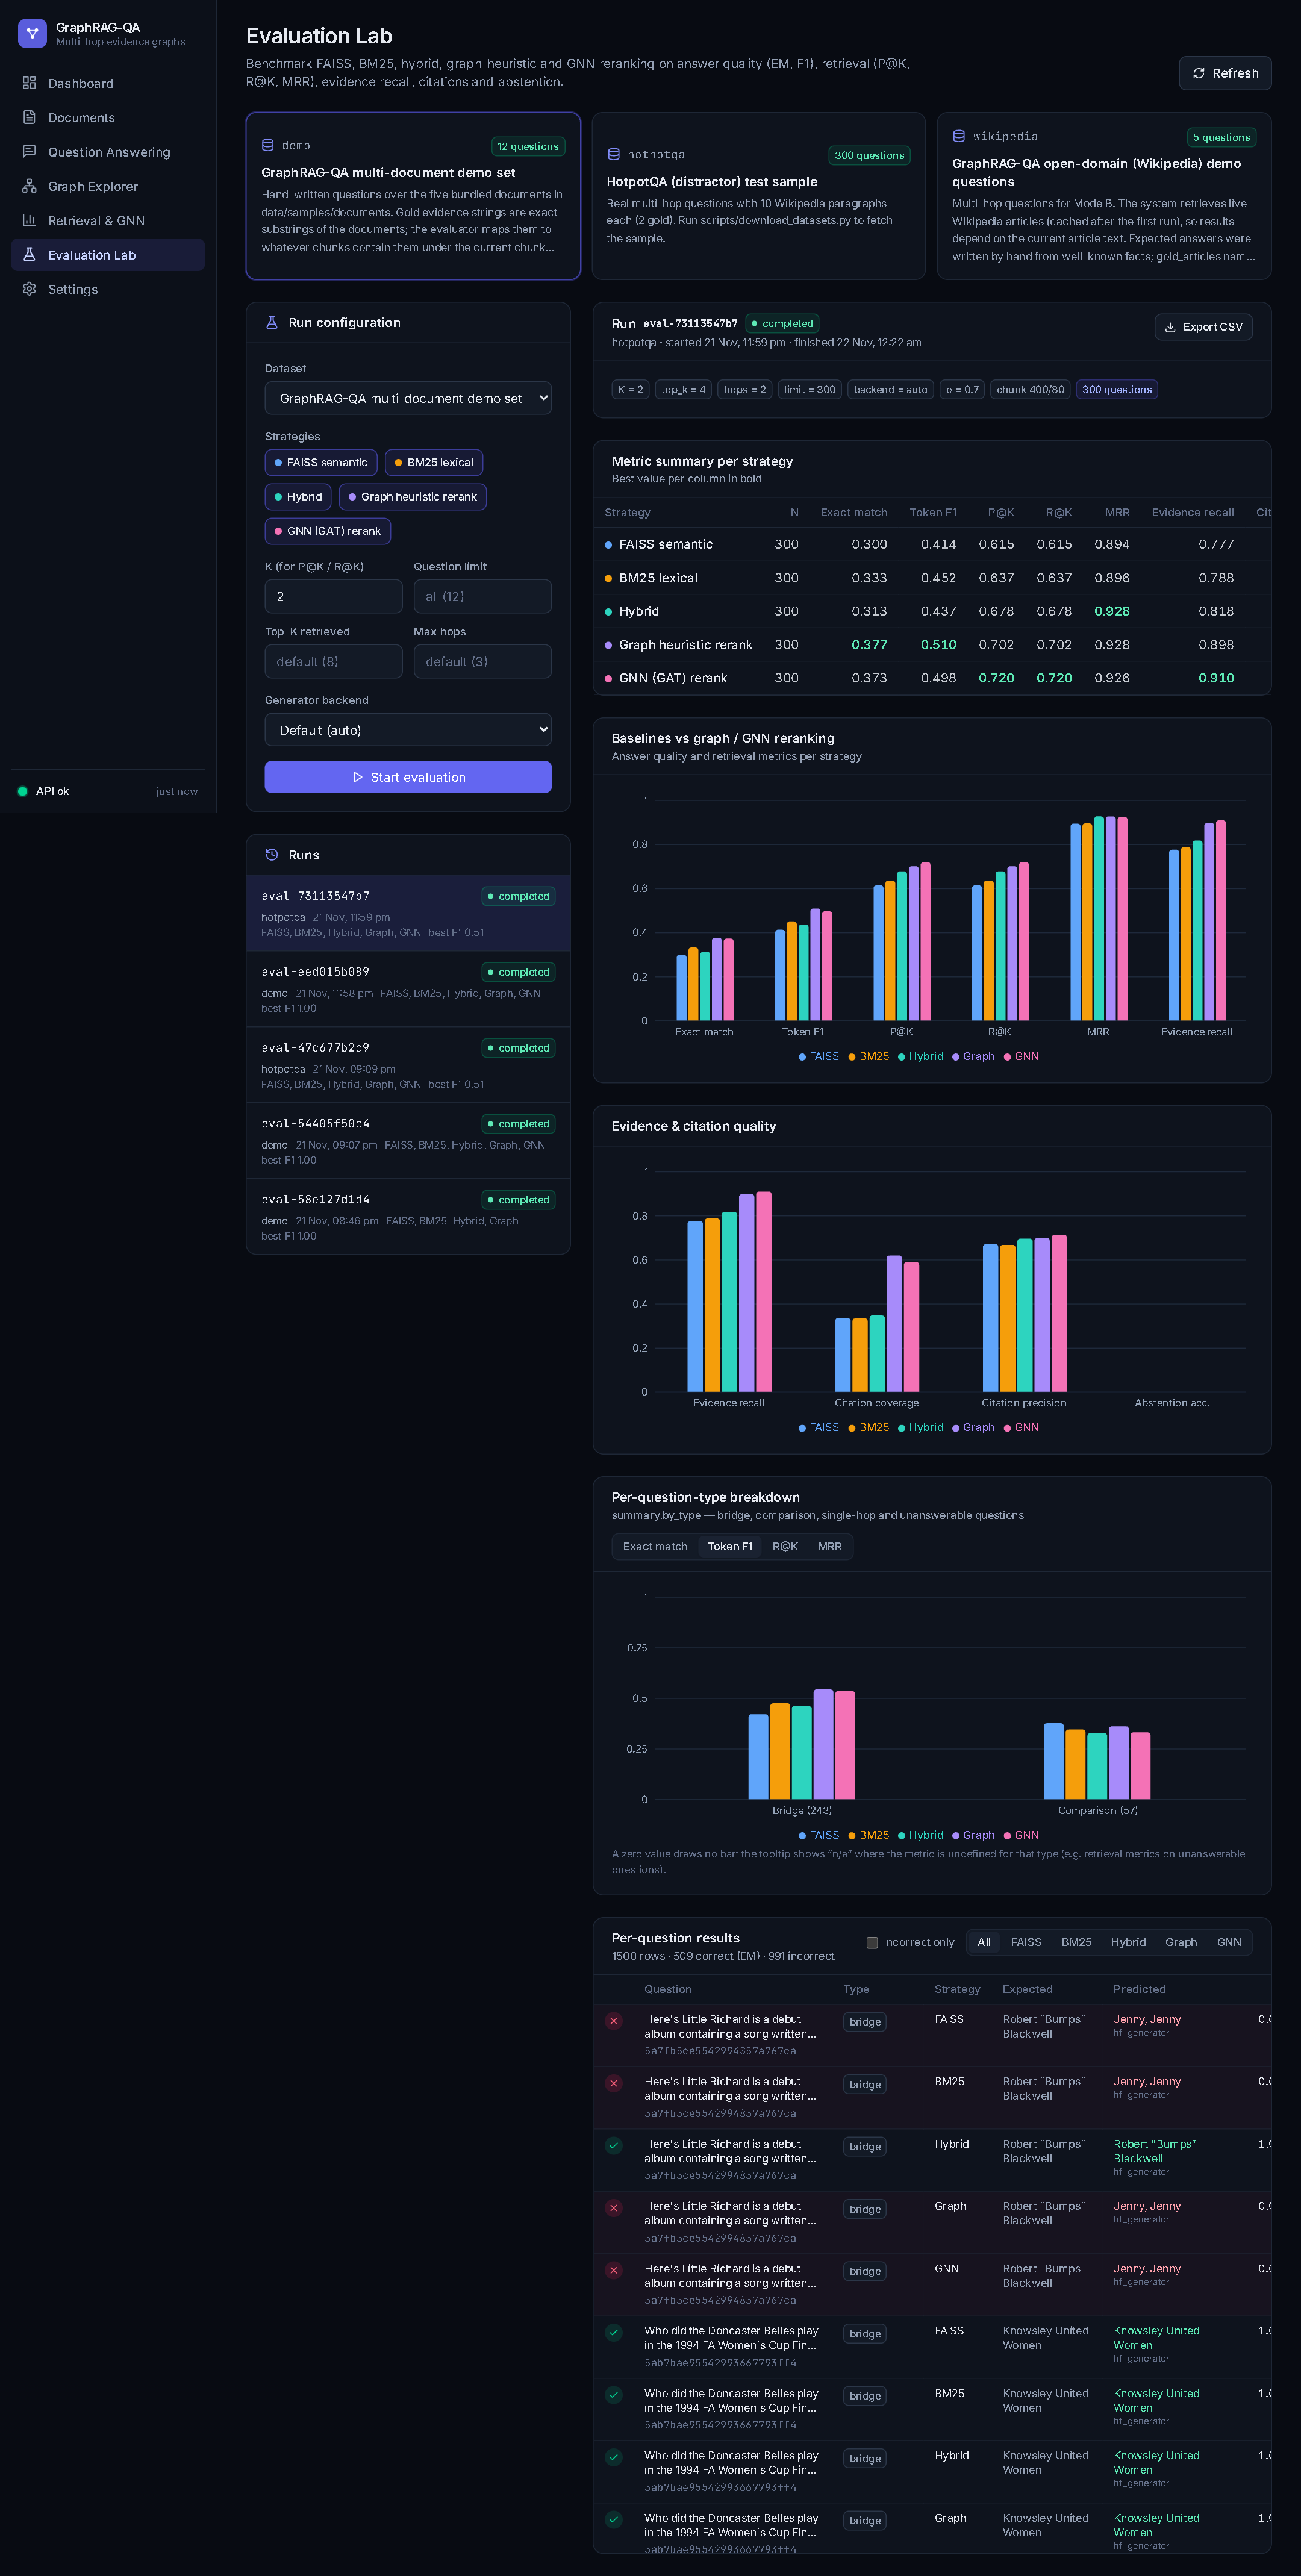 GraphRAG-QA
Multi-hop evidence graphs
Dashboard
Documents
Question Answering
Graph Explorer
Retrieval & GNN
Evaluation Lab
Settings
API ok just now
Evaluation Lab
Benchmark FAISS, BM25, hybrid, graph-heuristic and GNN reranking on answer quality (EM, F1), retrieval (P@K,
R@K, MRR), evidence recall, citations and abstention.
Refresh
demo 12 questions
GraphRAG-QA multi-document demo set
Hand-written questions over the five bundled documents in
data/samples/documents. Gold evidence strings are exact
substrings of the documents; the evaluator maps them to
whatever chunks contain them under the current chunk...
hotpotqa 300 questions
HotpotQA (distractor) test sample
Real multi-hop questions with 10 Wikipedia paragraphs
each (2 gold). Run scripts/download_datasets.py to fetch
the sample.
wikipedia 5 questions
GraphRAG-QA open-domain (Wikipedia) demo
questions
Multi-hop questions for Mode B. The system retrieves live
Wikipedia articles (cached after the first run), so results
depend on the current article text. Expected answers were
written by hand from well-known facts; gold_articles nam...
Run configuration
Dataset
GraphRAG-QA multi-document demo set
Strategies
FAISS semantic BM25 lexical
Hybrid Graph heuristic rerank
GNN (GAT) rerank
K (for P@K / R@K) Question limit
2 all (12)
Top-K retrieved Max hops
default (8) default (3)
Generator backend
Default (auto)
Start evaluation
Runs
eval-73113547b7 completed
hotpotqa 21 Nov, 11:59 pm
FAISS, BM25, Hybrid, Graph, GNN best F1 0.51
eval-eed015b089 completed
demo 21 Nov, 11:58 pm FAISS, BM25, Hybrid, Graph, GNN
best F1 1.00
eval-47c677b2c9 completed
hotpotqa 21 Nov, 09:09 pm
FAISS, BM25, Hybrid, Graph, GNN best F1 0.51
eval-54405f50c4 completed
demo 21 Nov, 09:07 pm FAISS, BM25, Hybrid, Graph, GNN
best F1 1.00
eval-58e127d1d4 completed
demo 21 Nov, 08:46 pm FAISS, BM25, Hybrid, Graph
best F1 1.00
Run eval-73113547b7 completed
hotpotqa · started 21 Nov, 11:59 pm · finished 22 Nov, 12:22 am
Export CSV
K = 2 top_k = 4 hops = 2 limit = 300 backend = auto α = 0.7 chunk 400/80 300 questions
Metric summary per strategy
Best value per column in bold
Strategy N Exact match Token F1 P@K R@K MRR Evidence recall Cit
FAISS semantic 300 0.300 0.414 0.615 0.615 0.894 0.777
BM25 lexical 300 0.333 0.452 0.637 0.637 0.896 0.788
Hybrid 300 0.313 0.437 0.678 0.678 0.928 0.818
Graph heuristic rerank 300 0.377 0.510 0.702 0.702 0.928 0.898
GNN (GAT) rerank 300 0.373 0.498 0.720 0.720 0.926 0.910
Baselines vs graph / GNN reranking
Answer quality and retrieval metrics per strategy
1
0.8
0.6
0.4
0.2
0
Exact match Token F1 P@K R@K MRR Evidence recall
FAISS BM25 Hybrid Graph GNN
Evidence & citation quality
1
0.8
0.6
0.4
0.2
0
Evidence recall Citation coverage Citation precision Abstention acc.
FAISS BM25 Hybrid Graph GNN
Per-question-type breakdown
summary.by_type — bridge, comparison, single-hop and unanswerable questions
Exact match Token F1 R@K MRR
1
0.75
0.5
0.25
0
Bridge (243) Comparison (57)
FAISS BM25 Hybrid Graph GNN
A zero value draws no bar; the tooltip shows "n/a" where the metric is undefined for that type (e.g. retrieval metrics on unanswerable
questions).
Per-question results
1500 rows · 509 correct (EM) · 991 incorrect
Incorrect only All FAISS BM25 Hybrid Graph GNN
Question Type Strategy Expected Predicted
Here's Little Richard is a debut bridge FAISS Robert "Bumps" Jenny, Jenny 0.0
album containing a song written... Blackwell hf_generator
5a7fb5ce5542994857a767ca
Here's Little Richard is a debut bridge BM25 Robert "Bumps" Jenny, Jenny 0.0
album containing a song written... Blackwell hf_generator
5a7fb5ce5542994857a767ca
Here's Little Richard is a debut bridge Hybrid Robert "Bumps" Robert "Bumps" 1.0
album containing a song written... Blackwell Blackwell
5a7fb5ce5542994857a767ca hf_generator
Here's Little Richard is a debut bridge Graph Robert "Bumps" Jenny, Jenny 0.0
album containing a song written... Blackwell hf_generator
5a7fb5ce5542994857a767ca
Here's Little Richard is a debut bridge GNN Robert "Bumps" Jenny, Jenny 0.0
album containing a song written... Blackwell hf_generator
5a7fb5ce5542994857a767ca
Who did the Doncaster Belles play bridge FAISS Knowsley United Knowsley United 1.0
in the 1994 FA Women's Cup Fin... Women Women
5ab7bae95542993667793ff4 hf_generator
Who did the Doncaster Belles play bridge BM25 Knowsley United Knowsley United 1.0
in the 1994 FA Women's Cup Fin... Women Women
5ab7bae95542993667793ff4 hf_generator
Who did the Doncaster Belles play bridge Hybrid Knowsley United Knowsley United 1.0
in the 1994 FA Women's Cup Fin... Women Women
5ab7bae95542993667793ff4 hf_generator
Who did the Doncaster Belles play bridge Graph Knowsley United Knowsley United 1.0
in the 1994 FA Women's Cup Fin... Women Women
5ab7bae95542993667793ff4 hf_generator